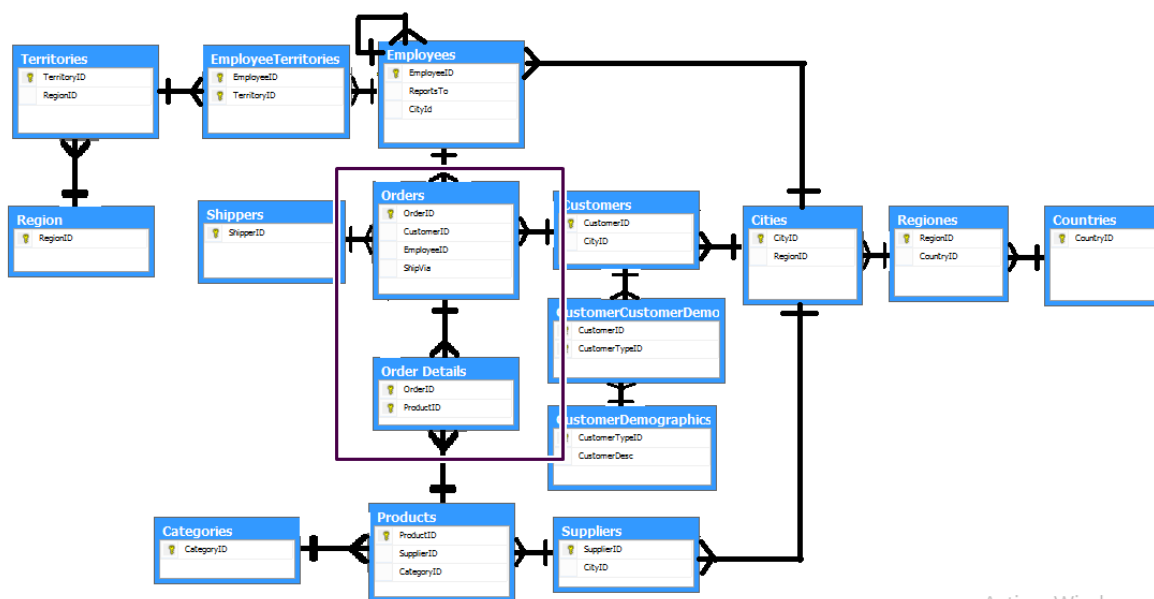 Territories
TerritoryID
RegionID
EmployeeTerritories
EmployeeID
TerritoryID
Employees
EmployeeID
ReportsTo
CityId
Region
RegionID
Shippers
ShipperID
Orders
OrderID
CustomerID
EmployeeID
ShipVia
Customers
CustomerID
CityID
Cities
CityID
RegionID
Regiones
RegionID
CountryID
Countries
CountryID
CustomerCustomerDemo
CustomerID
CustomerTypeID
Order Details
OrderID
ProductID
CustomerDemographics
CustomerTypeID
CustomerDesc
Categories
CategoryID
Products
ProductID
SupplierID
CategoryID
Suppliers
SupplierID
CityID